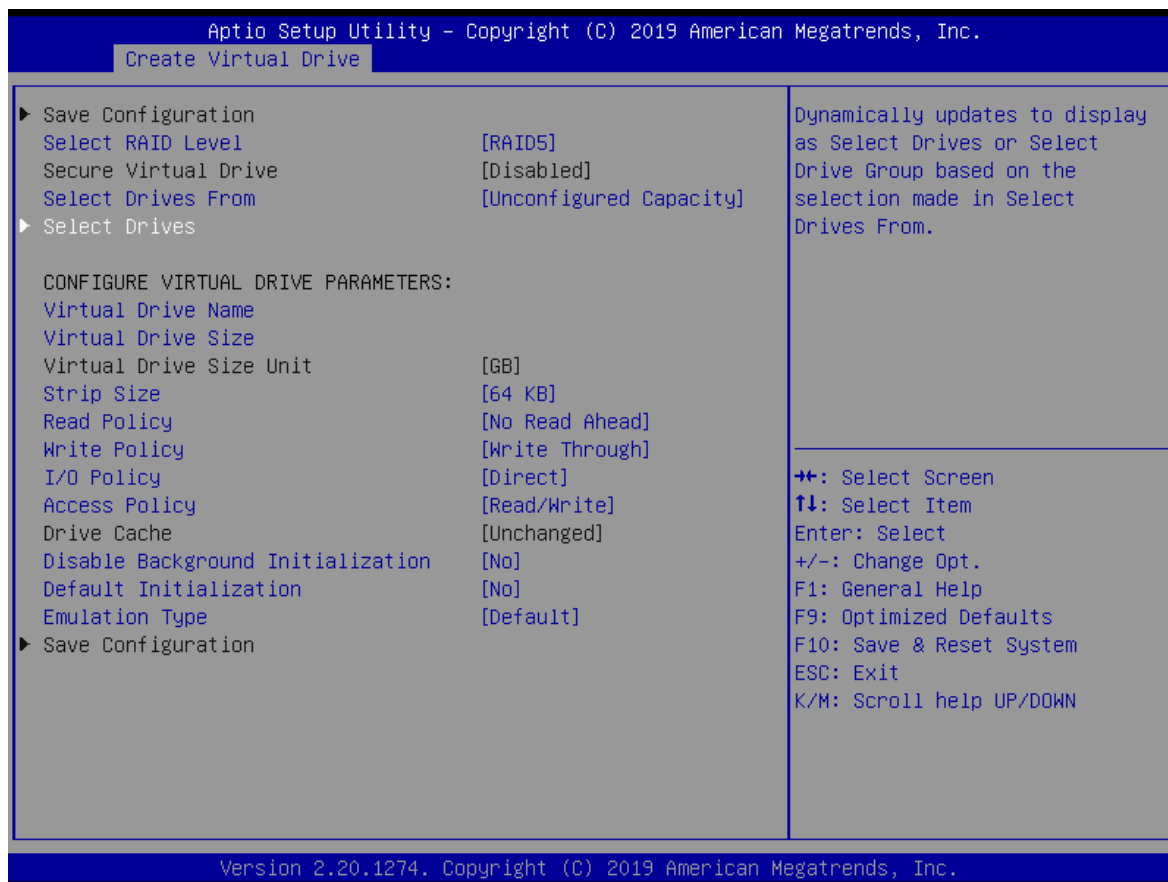 Aptio Setup Utility – Copyright (C) 2019 American Megatrends, Inc.
Create Virtual Drive
▶ Save Configuration
Select RAID Level [RAID5]
Secure Virtual Drive [Disabled]
Select Drives From [Unconfigured Capacity]
▶ Select Drives
CONFIGURE VIRTUAL DRIVE PARAMETERS:
Virtual Drive Name
Virtual Drive Size
Virtual Drive Size Unit [GB]
Strip Size [64 KB]
Read Policy [No Read Ahead]
Write Policy [Write Through]
I/O Policy [Direct]
Access Policy [Read/Write]
Drive Cache [Unchanged]
Disable Background Initialization [No]
Default Initialization [No]
Emulation Type [Default]
▶ Save Configuration
Dynamically updates to display
as Select Drives or Select
Drive Group based on the
selection made in Select
Drives From.
→←: Select Screen
↑↓: Select Item
Enter: Select
+/-: Change Opt.
F1: General Help
F9: Optimized Defaults
F10: Save & Reset System
ESC: Exit
K/M: Scroll help UP/DOWN
Version 2.20.1274. Copyright (C) 2019 American Megatrends, Inc.